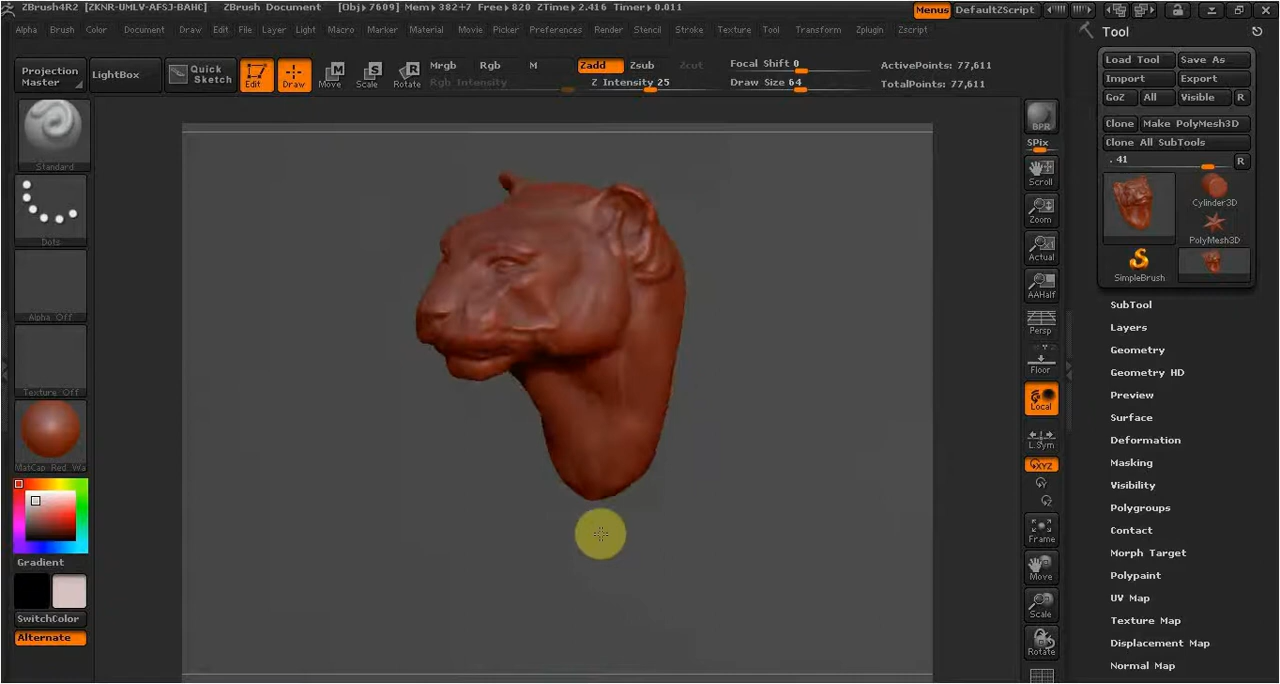 ZBrush4R2 [ZKNR-UMLV-AFSJ-BAHC] ZBrush Document [Obj▸7609] Mem▸382+7 Free▸820 ZTime▸2.416 Timer▸0.011 Menus DefaultZScript
Alpha Brush Color Document Draw Edit File Layer Light Macro Marker Material Movie Picker Preferences Render Stencil Stroke Texture Tool Transform Zplugin Zscript
Projection Master
LightBox
Quick Sketch
Edit
Draw
Move
Scale
Rotate
Mrgb Rgb M
Rgb Intensity
Zadd Zsub Zcut
Z Intensity 25
Focal Shift 0
Draw Size 64
ActivePoints: 77,611
TotalPoints: 77,611
Standard
Dots
Alpha Off
Texture Off
MatCap Red Wa
Gradient
SwitchColor
Alternate
BPR
SPix
Scroll
Zoom
Actual
AAHalf
Persp
Floor
Local
L.Sym
XYZ
Y
Z
Frame
Move
Scale
Rotate
Tool
Load Tool Save As
Import Export
GoZ All Visible R
Clone Make PolyMesh3D
Clone All SubTools
. 41 R
Cylinder3D
PolyMesh3D
SimpleBrush
SubTool
Layers
Geometry
Geometry HD
Preview
Surface
Deformation
Masking
Visibility
Polygroups
Contact
Morph Target
Polypaint
UV Map
Texture Map
Displacement Map
Normal Map